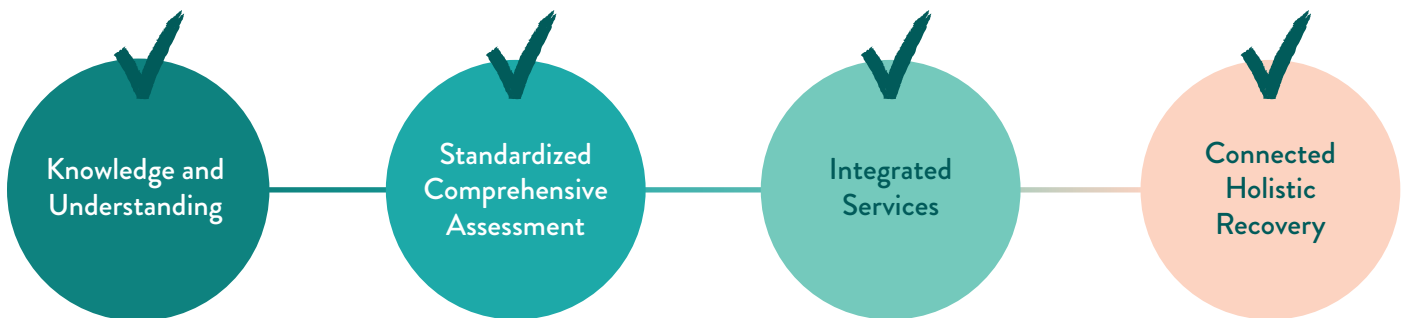 Knowledge and
Understanding
Standardized
Comprehensive
Assessment
Integrated
Services
Connected
Holistic
Recovery